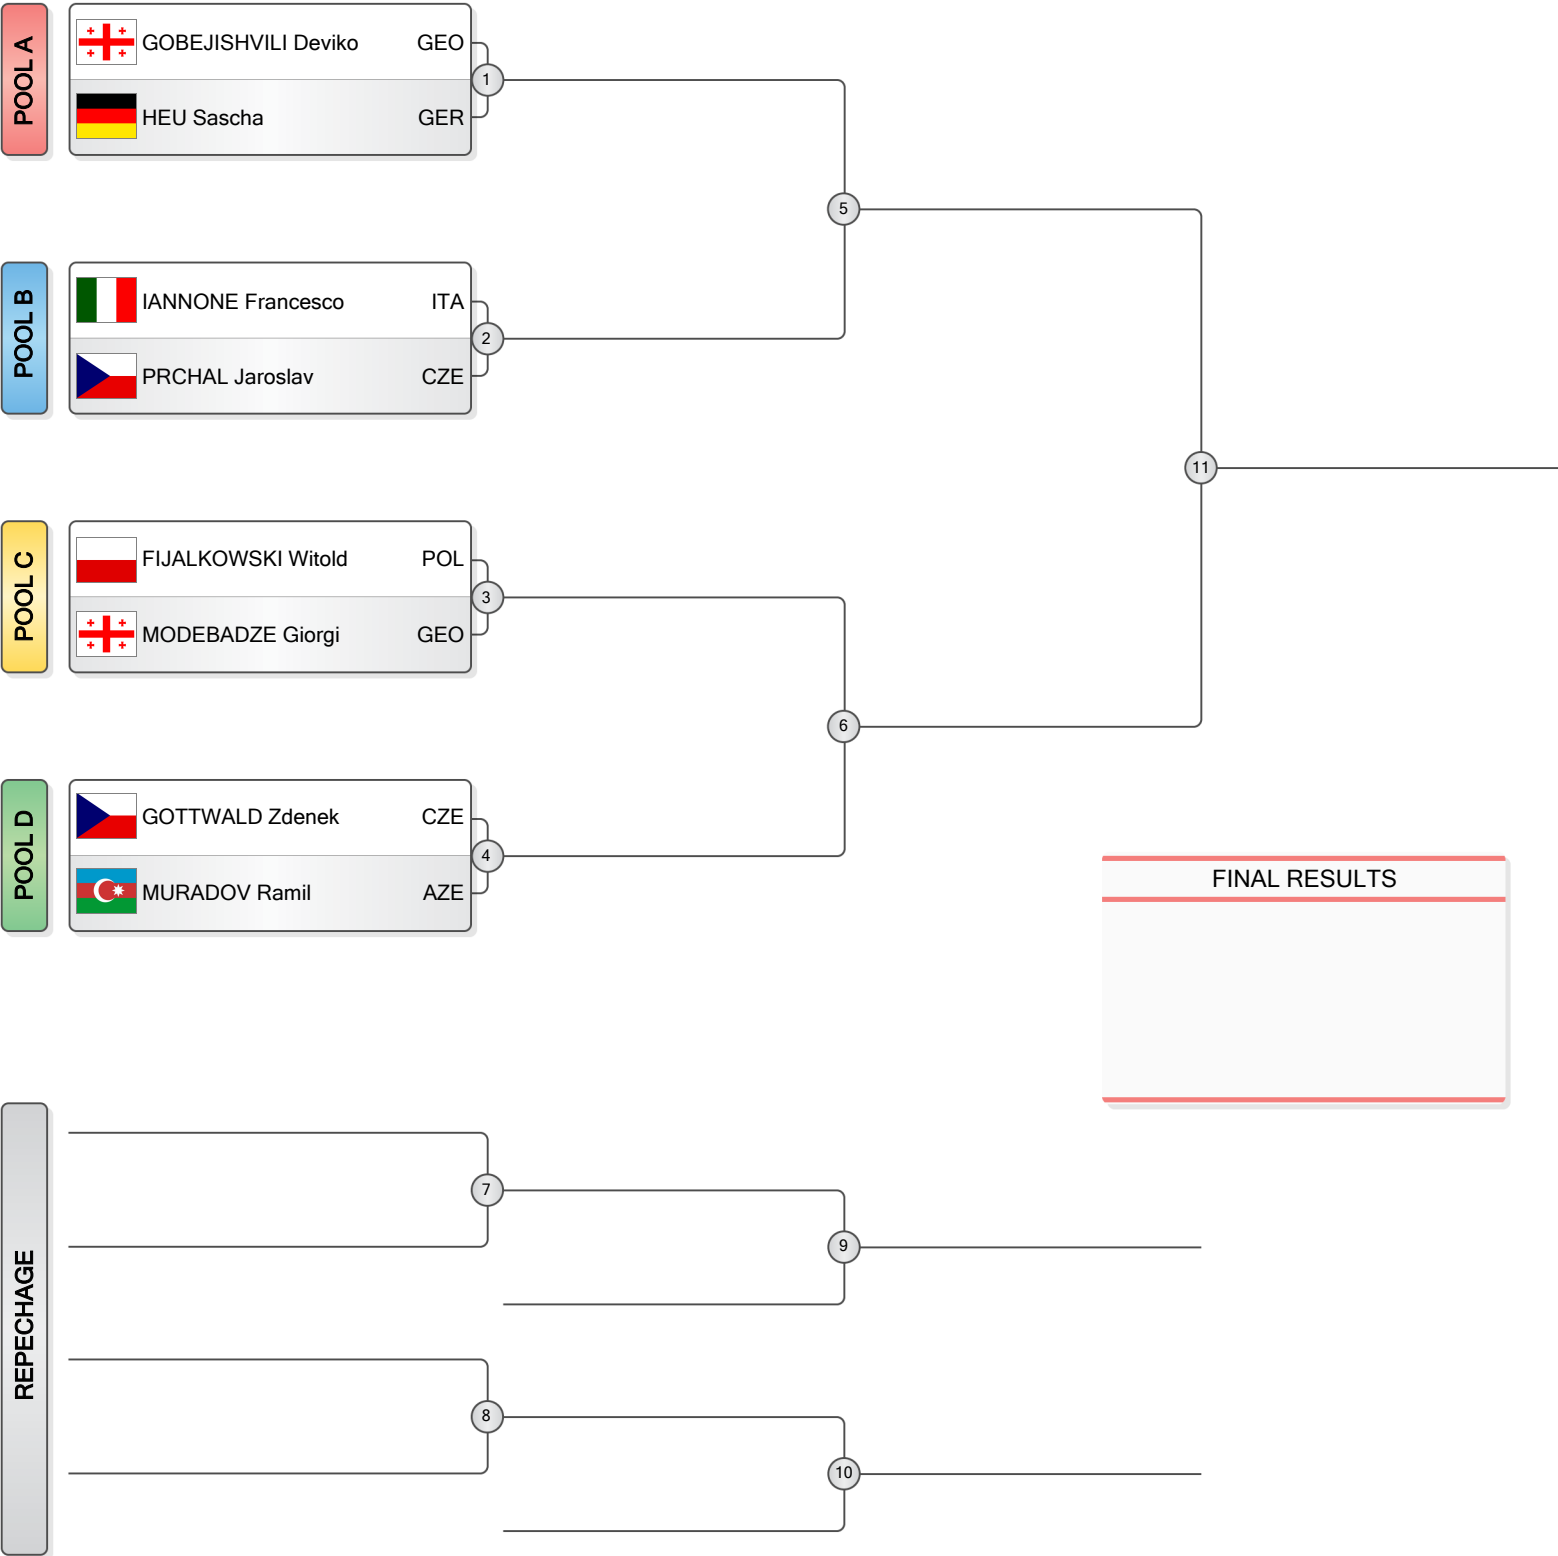 POOL A
GOBEJISHVILI Deviko GEO
1
HEU Sascha GER
5
POOL B
IANNONE Francesco ITA
2
PRCHAL Jaroslav CZE
11
POOL C
FIJALKOWSKI Witold POL
3
MODEBADZE Giorgi GEO
6
POOL D
GOTTWALD Zdenek CZE
4
MURADOV Ramil AZE
FINAL RESULTS
REPECHAGE
7
9
8
10